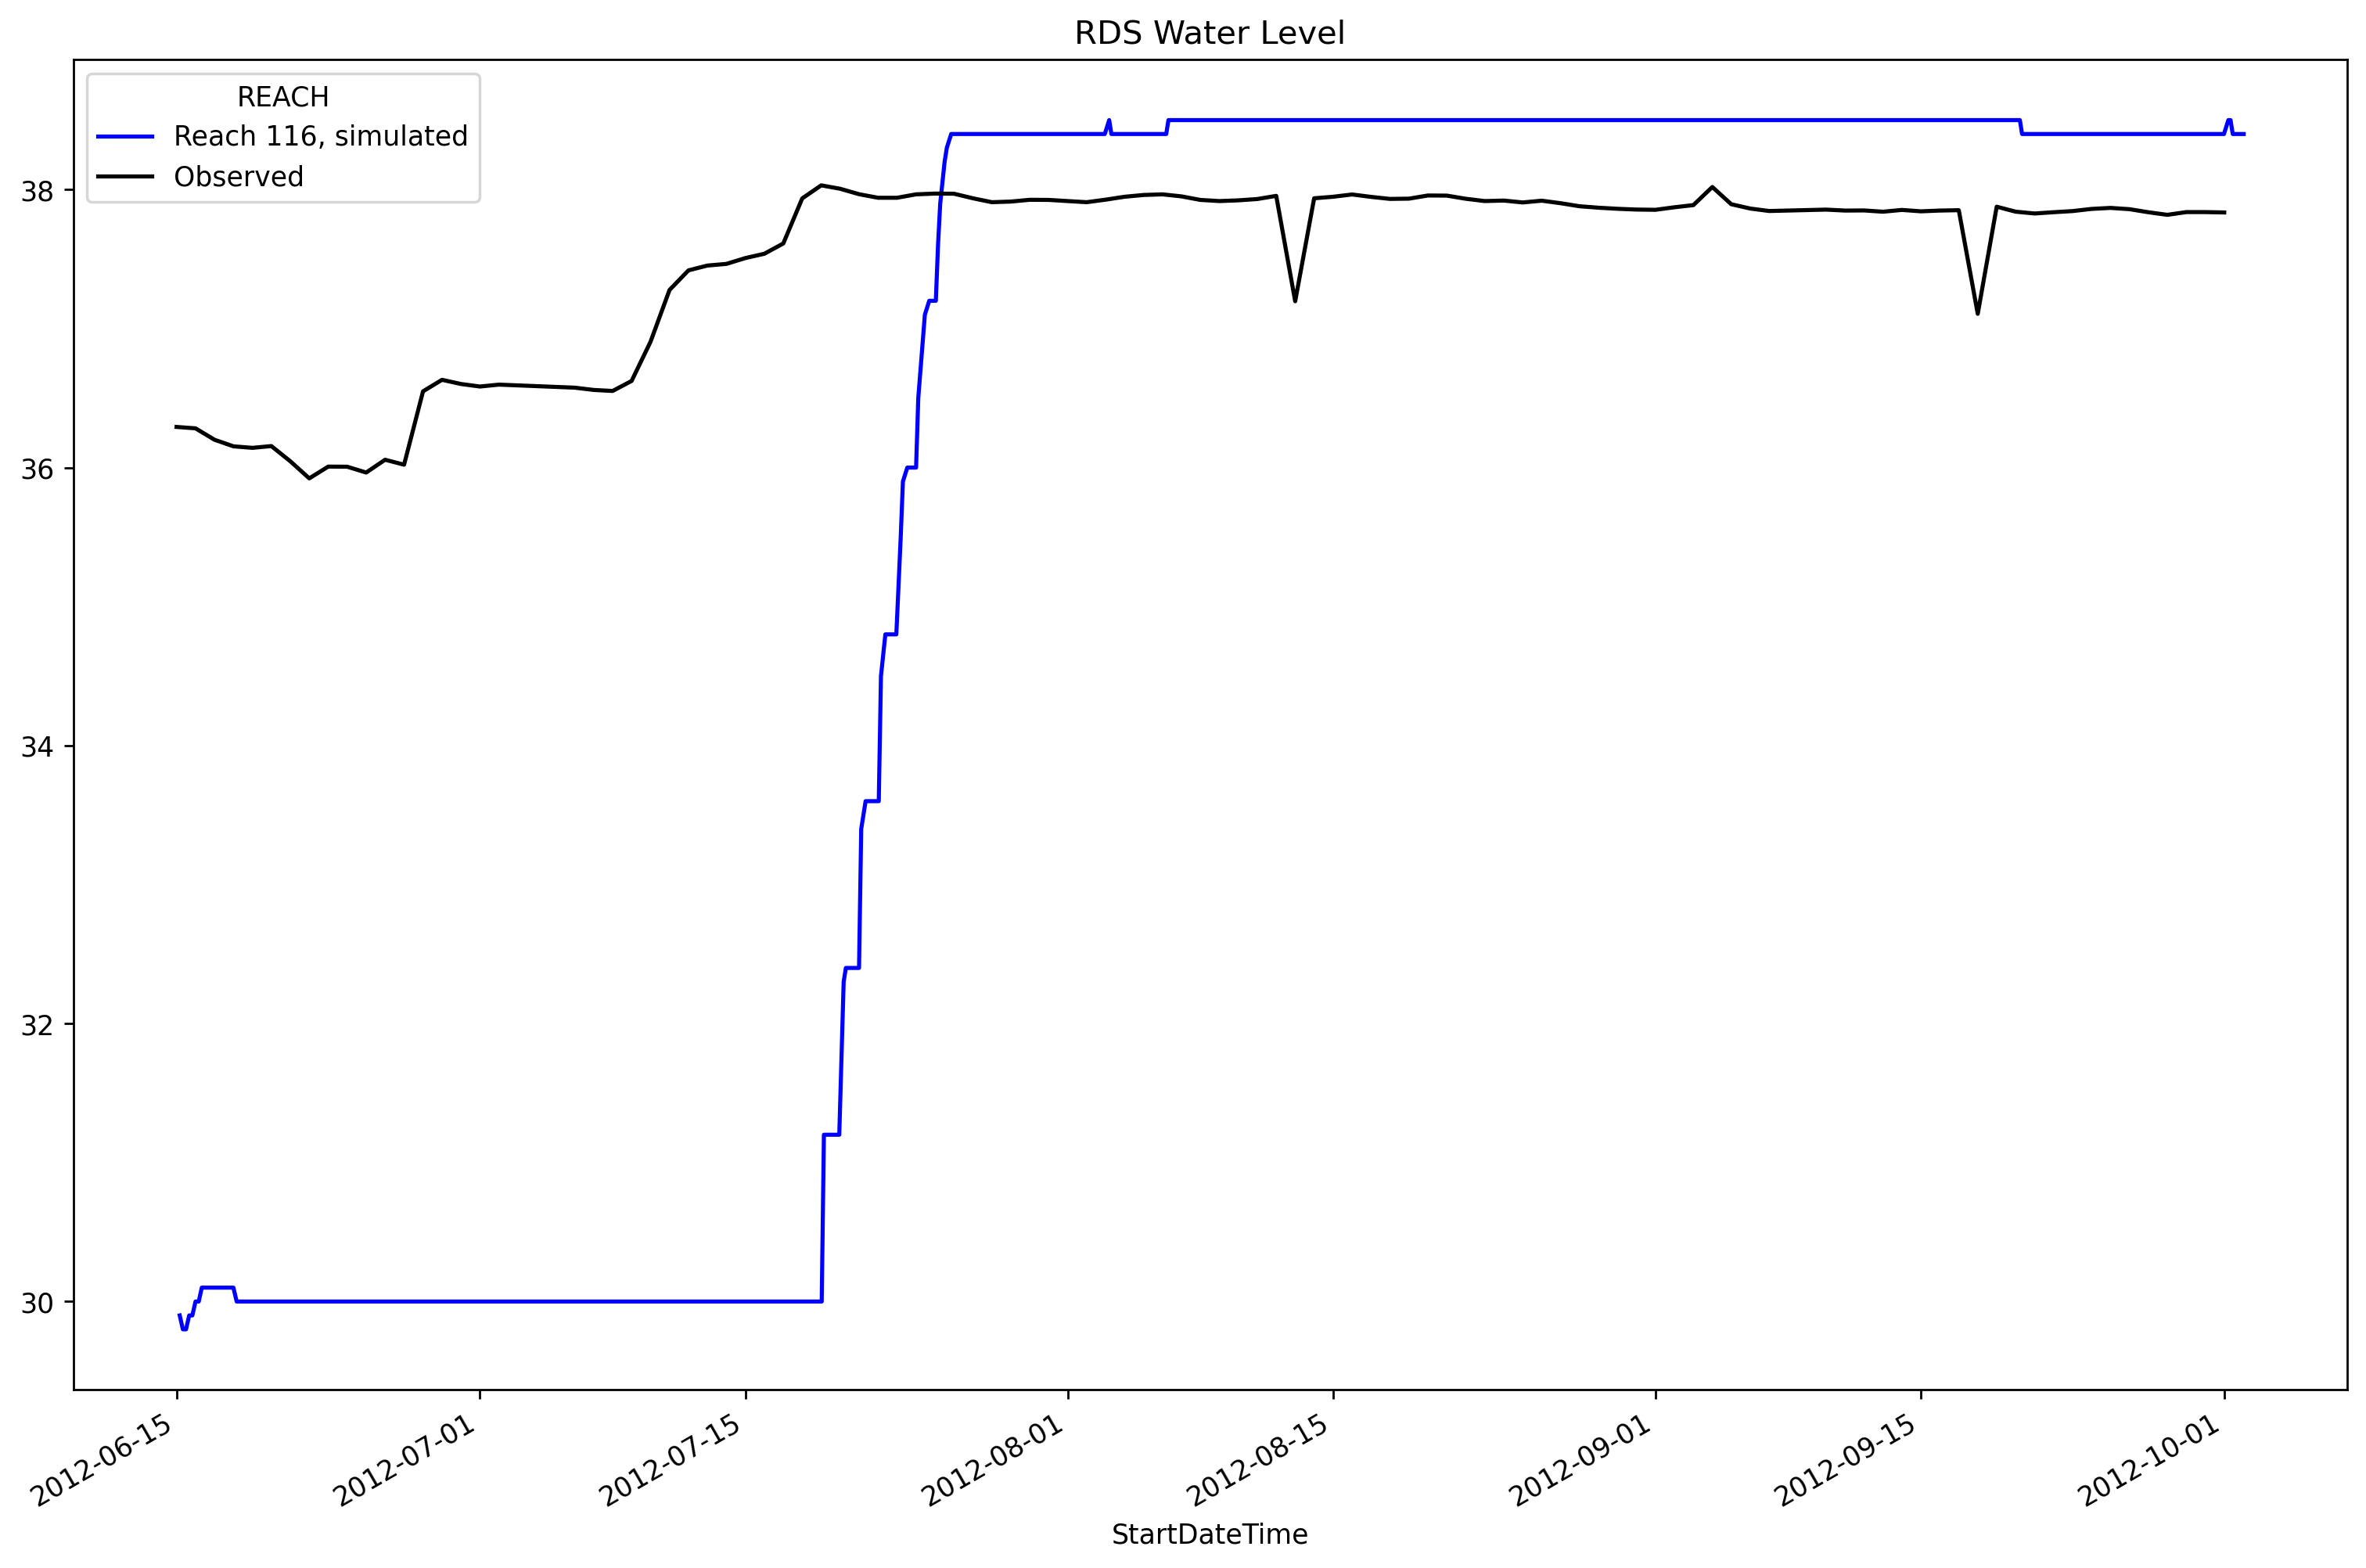 RDS Water Level
REACH
Reach 116, simulated
Observed
38
36
34
32
30
2012-06-15
2012-07-01
2012-07-15
2012-08-01
2012-08-15
2012-09-01
2012-09-15
2012-10-01
StartDateTime